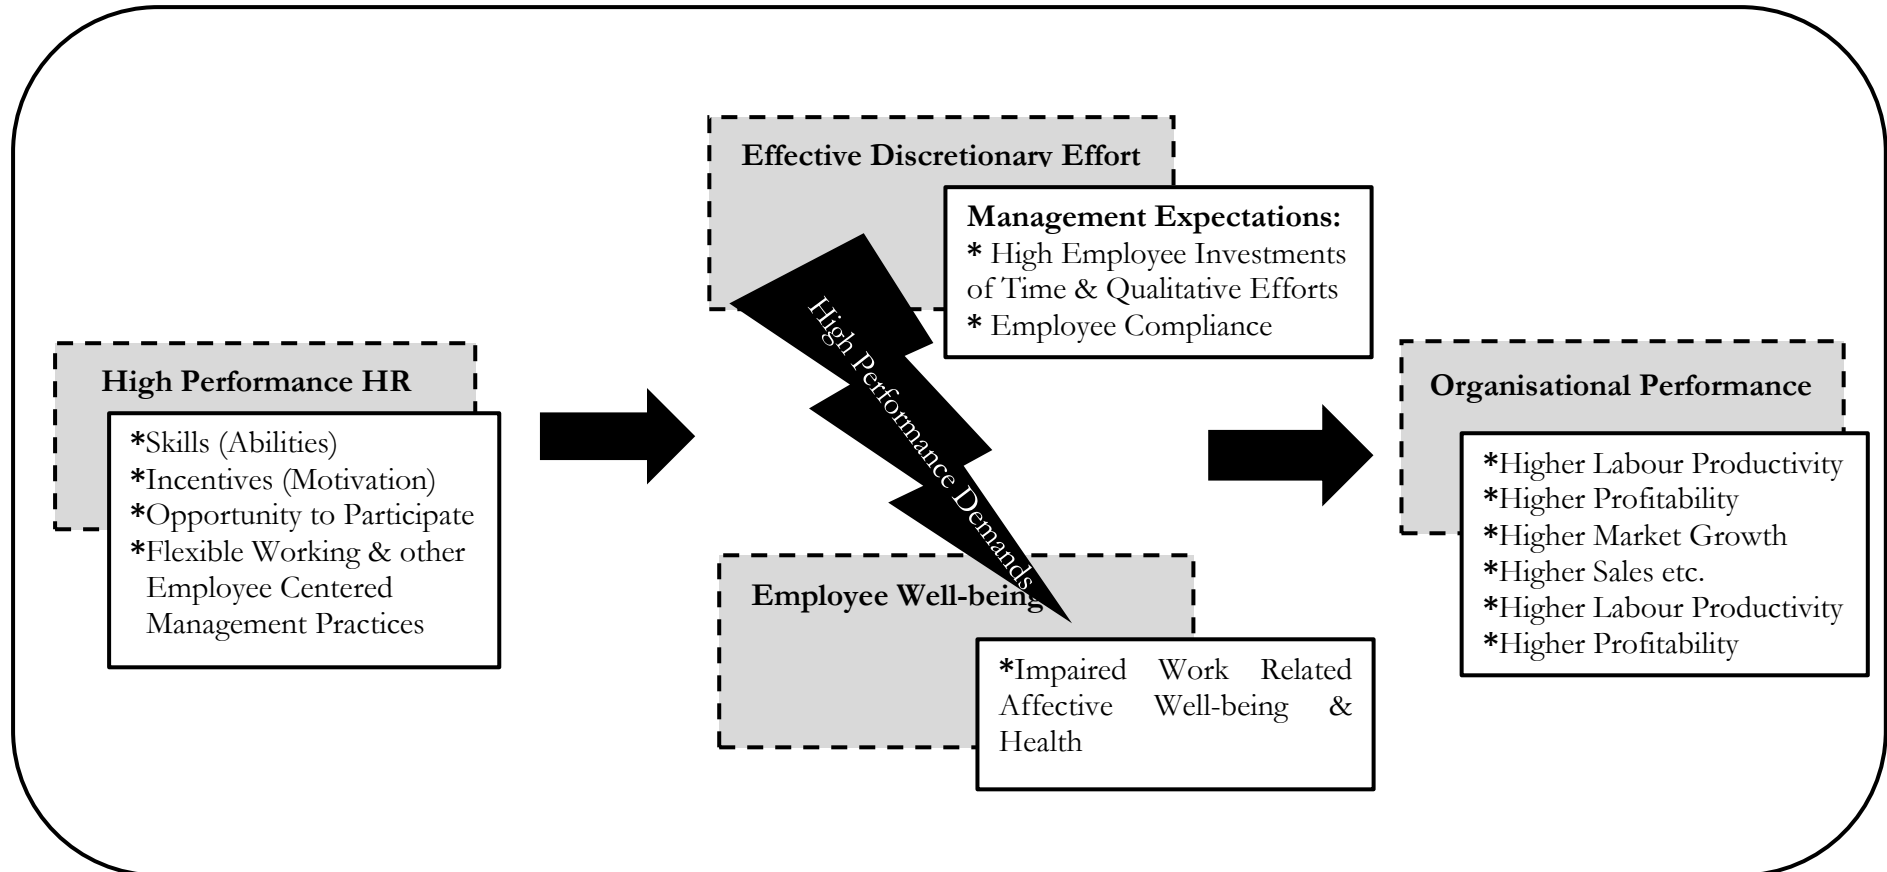 High Performance HR
*Skills (Abilities)
*Incentives (Motivation)
*Opportunity to Participate
*Flexible Working & other
Employee Centered
Management Practices
Effective Discretionary Effort
Management Expectations:
* High Employee Investments
of Time & Qualitative Efforts
* Employee Compliance
High Performance Demands
Employee Well-being
*Impaired Work Related
Affective Well-being &
Health
Organisational Performance
*Higher Labour Productivity
*Higher Profitability
*Higher Market Growth
*Higher Sales etc.
*Higher Labour Productivity
*Higher Profitability